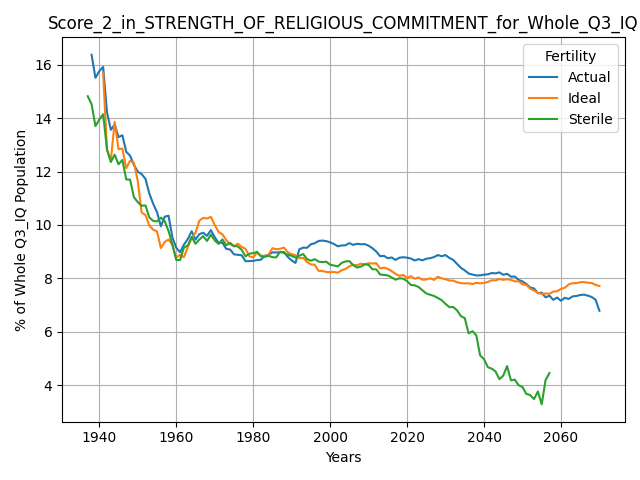 Score_2_in_STRENGTH_OF_RELIGIOUS_COMMITMENT_for_Whole_Q3_IQ
Fertility
Actual
Ideal
Sterile
% of Whole Q3_IQ Population
16
14
12
10
8
6
4
1940 1960 1980 2000 2020 2040 2060
Years